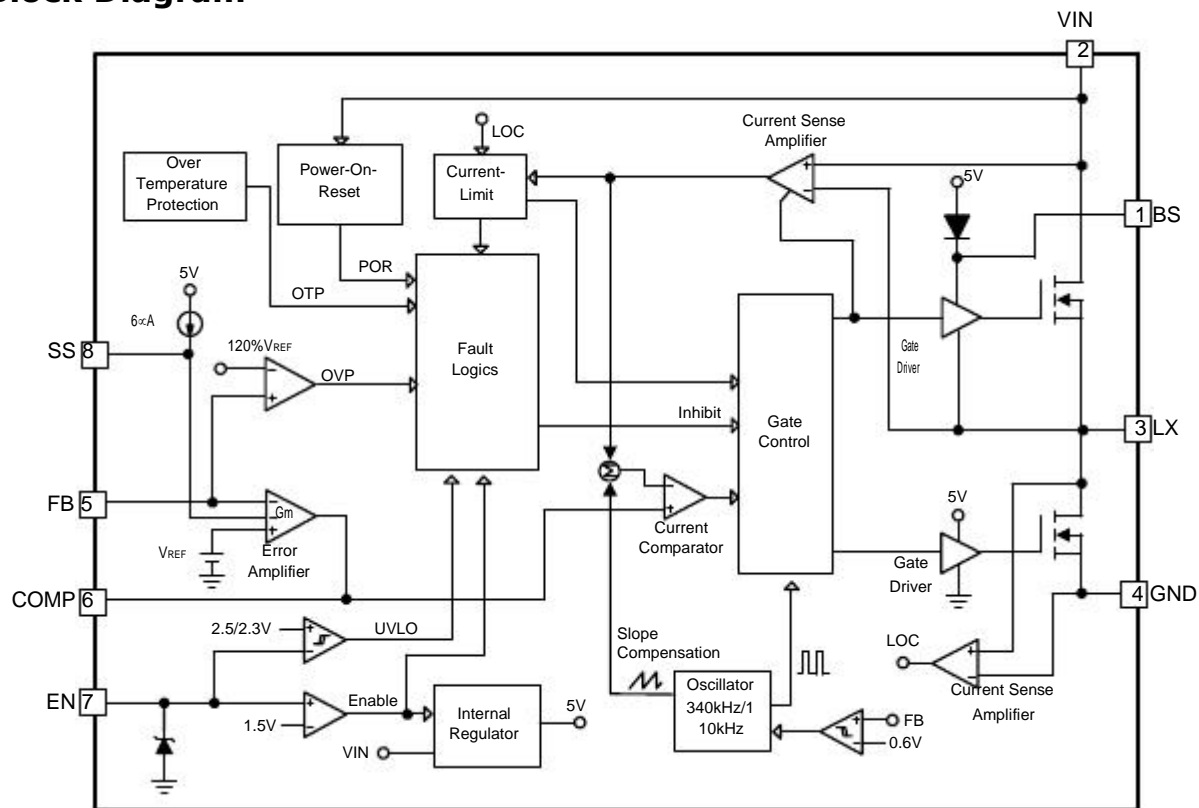 Block Diagram
VIN
2
LOC
Current Sense
Amplifier
Over
Temperature
Protection
Power-On-
Reset
Current-
Limit
5V
1
BS
POR
OTP
5V
6∝A
SS
8
120%VREF
OVP
Fault
Logics
Gate
Driver
Inhibit
Gate
Control
3
LX
Σ
FB
5
Gm
VREF
Error
Amplifier
Current
Comparator
5V
Gate
Driver
COMP
6
4
GND
2.5/2.3V
UVLO
Slope
Compensation
LOC
EN
7
Enable
1.5V
Internal
Regulator
5V
VIN
Oscillator
340kHz/1
10kHz
FB
0.6V
Current Sense
Amplifier